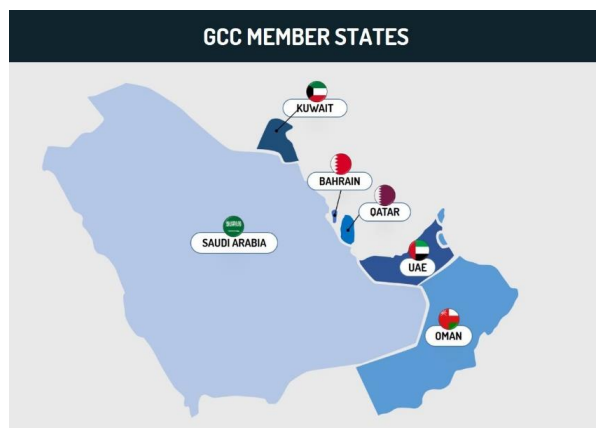 GCC MEMBER STATES
KUWAIT
BAHRAIN
QATAR
SAUDI ARABIA
UAE
OMAN